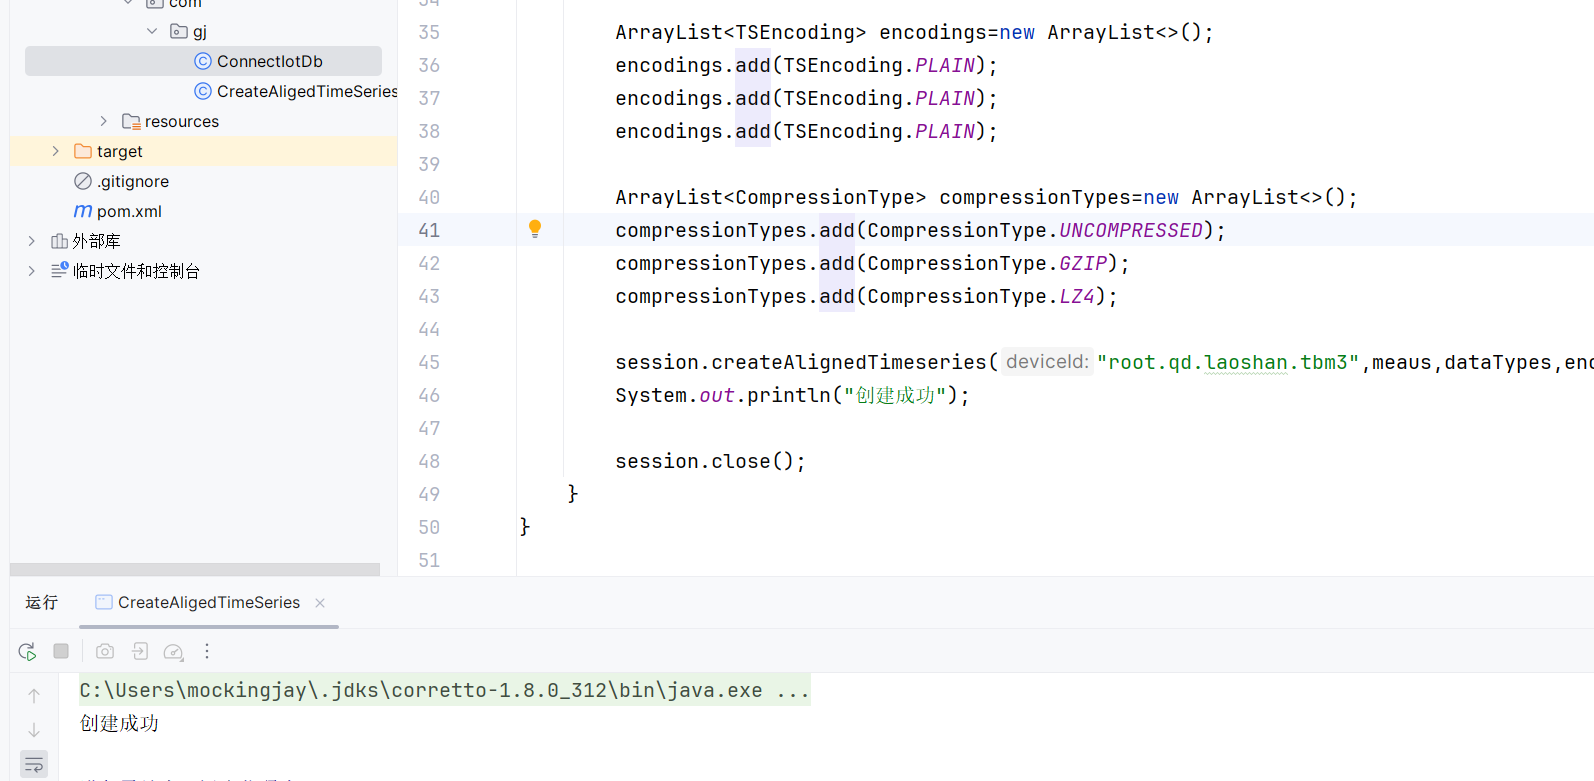 com
gj
ConnectIotDb
CreateAligedTimeSeries
resources
target
.gitignore
pom.xml
外部库
临时文件和控制台
34
35 ArrayList<TSEncoding> encodings=new ArrayList<>();
36 encodings.add(TSEncoding.PLAIN);
37 encodings.add(TSEncoding.PLAIN);
38 encodings.add(TSEncoding.PLAIN);
39
40 ArrayList<CompressionType> compressionTypes=new ArrayList<>();
41 compressionTypes.add(CompressionType.UNCOMPRESSED);
42 compressionTypes.add(CompressionType.GZIP);
43 compressionTypes.add(CompressionType.LZ4);
44
45 session.createAlignedTimeseries( deviceId: "root.qd.laoshan.tbm3",meaus,dataTypes,enc
46 System.out.println("创建成功");
47
48 session.close();
49 }
50 }
51
运行 CreateAligedTimeSeries
C:\Users\mockingjay\.jdks\corretto-1.8.0_312\bin\java.exe ...
创建成功